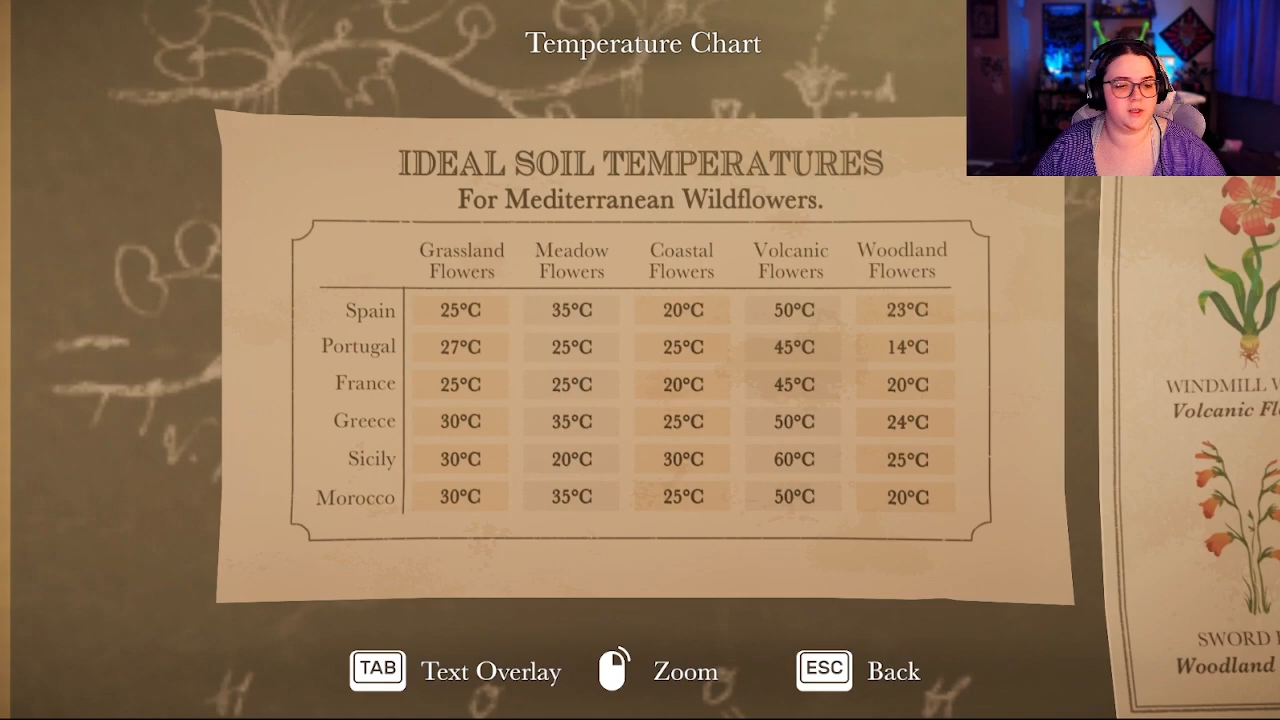 Temperature Chart
IDEAL SOIL TEMPERATURES
For Mediterranean Wildflowers.
Grassland Flowers Meadow Flowers Coastal Flowers Volcanic Flowers Woodland Flowers
Spain 25°C 35°C 20°C 50°C 23°C
Portugal 27°C 25°C 25°C 45°C 14°C
France 25°C 25°C 20°C 45°C 20°C
Greece 30°C 35°C 25°C 50°C 24°C
Sicily 30°C 20°C 30°C 60°C 25°C
Morocco 30°C 35°C 25°C 50°C 20°C
WINDMILL
Volcanic
SWORD
Woodland
TAB Text Overlay Zoom ESC Back